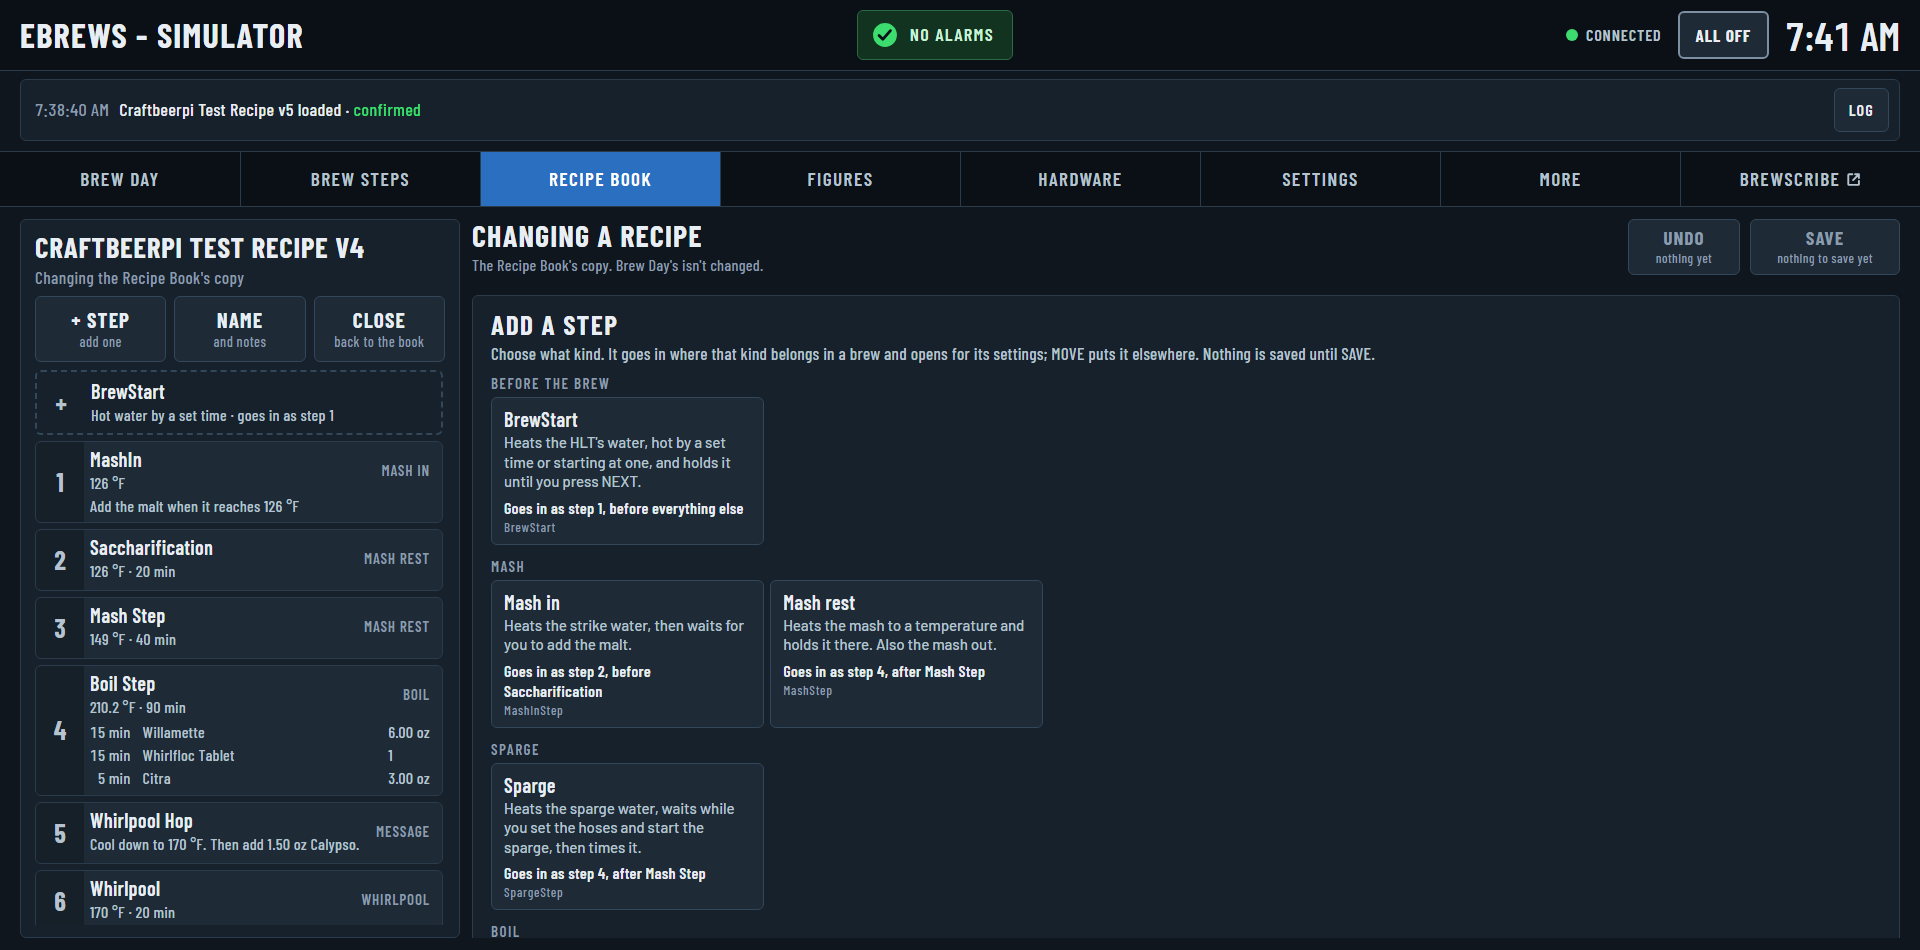 EBREWS - SIMULATOR
NO ALARMS
CONNECTED
ALL OFF
7:41 AM
7:38:40 AM Craftbeerpi Test Recipe v5 loaded · confirmed
LOG
BREW DAY
BREW STEPS
RECIPE BOOK
FIGURES
HARDWARE
SETTINGS
MORE
BREWSCRIBE
CRAFTBEERPI TEST RECIPE V4
Changing the Recipe Book's copy
+ STEP
add one
NAME
and notes
CLOSE
back to the book
+
BrewStart
Hot water by a set time · goes in as step 1
1
MashIn
126 °F
Add the malt when it reaches 126 °F
MASH IN
2
Saccharification
126 °F · 20 min
MASH REST
3
Mash Step
149 °F · 40 min
MASH REST
4
Boil Step
210.2 °F · 90 min
BOIL
15 min Willamette 6.00 oz
15 min Whirlfloc Tablet 1
5 min Citra 3.00 oz
5
Whirlpool Hop
Cool down to 170 °F. Then add 1.50 oz Calypso.
MESSAGE
6
Whirlpool
170 °F · 20 min
WHIRLPOOL
CHANGING A RECIPE
The Recipe Book's copy. Brew Day's isn't changed.
UNDO
nothing yet
SAVE
nothing to save yet
ADD A STEP
Choose what kind. It goes in where that kind belongs in a brew and opens for its settings; MOVE puts it elsewhere. Nothing is saved until SAVE.
BEFORE THE BREW
BrewStart
Heats the HLT's water, hot by a set
time or starting at one, and holds it
until you press NEXT.
Goes in as step 1, before everything else
BrewStart
MASH
Mash in
Heats the strike water, then waits for
you to add the malt.
Goes in as step 2, before
Saccharification
MashInStep
Mash rest
Heats the mash to a temperature and
holds it there. Also the mash out.
Goes in as step 4, after Mash Step
MashStep
SPARGE
Sparge
Heats the sparge water, waits while
you set the hoses and start the
sparge, then times it.
Goes in as step 4, after Mash Step
SpargeStep
BOIL